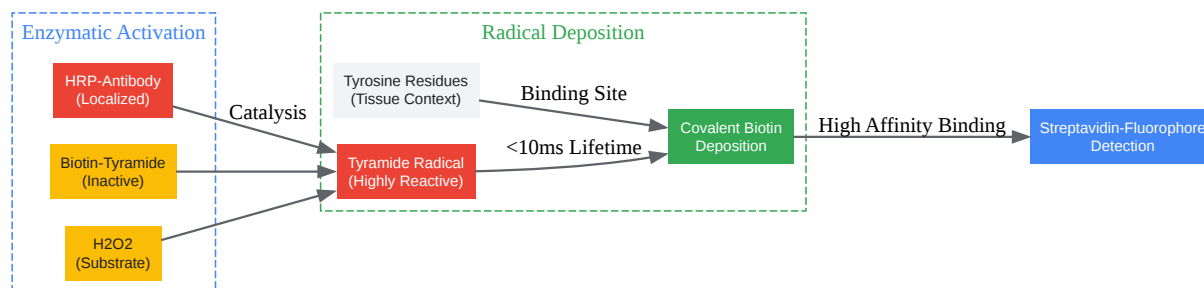 Enzymatic Activation
HRP-Antibody
(Localized)
Biotin-Tyramide
(Inactive)
H2O2
(Substrate)
Catalysis
Radical Deposition
Tyrosine Residues
(Tissue Context)
Binding Site
Tyramide Radical
(Highly Reactive)
<10ms Lifetime
Covalent Biotin
Deposition
High Affinity Binding
Streptavidin-Fluorophore
Detection